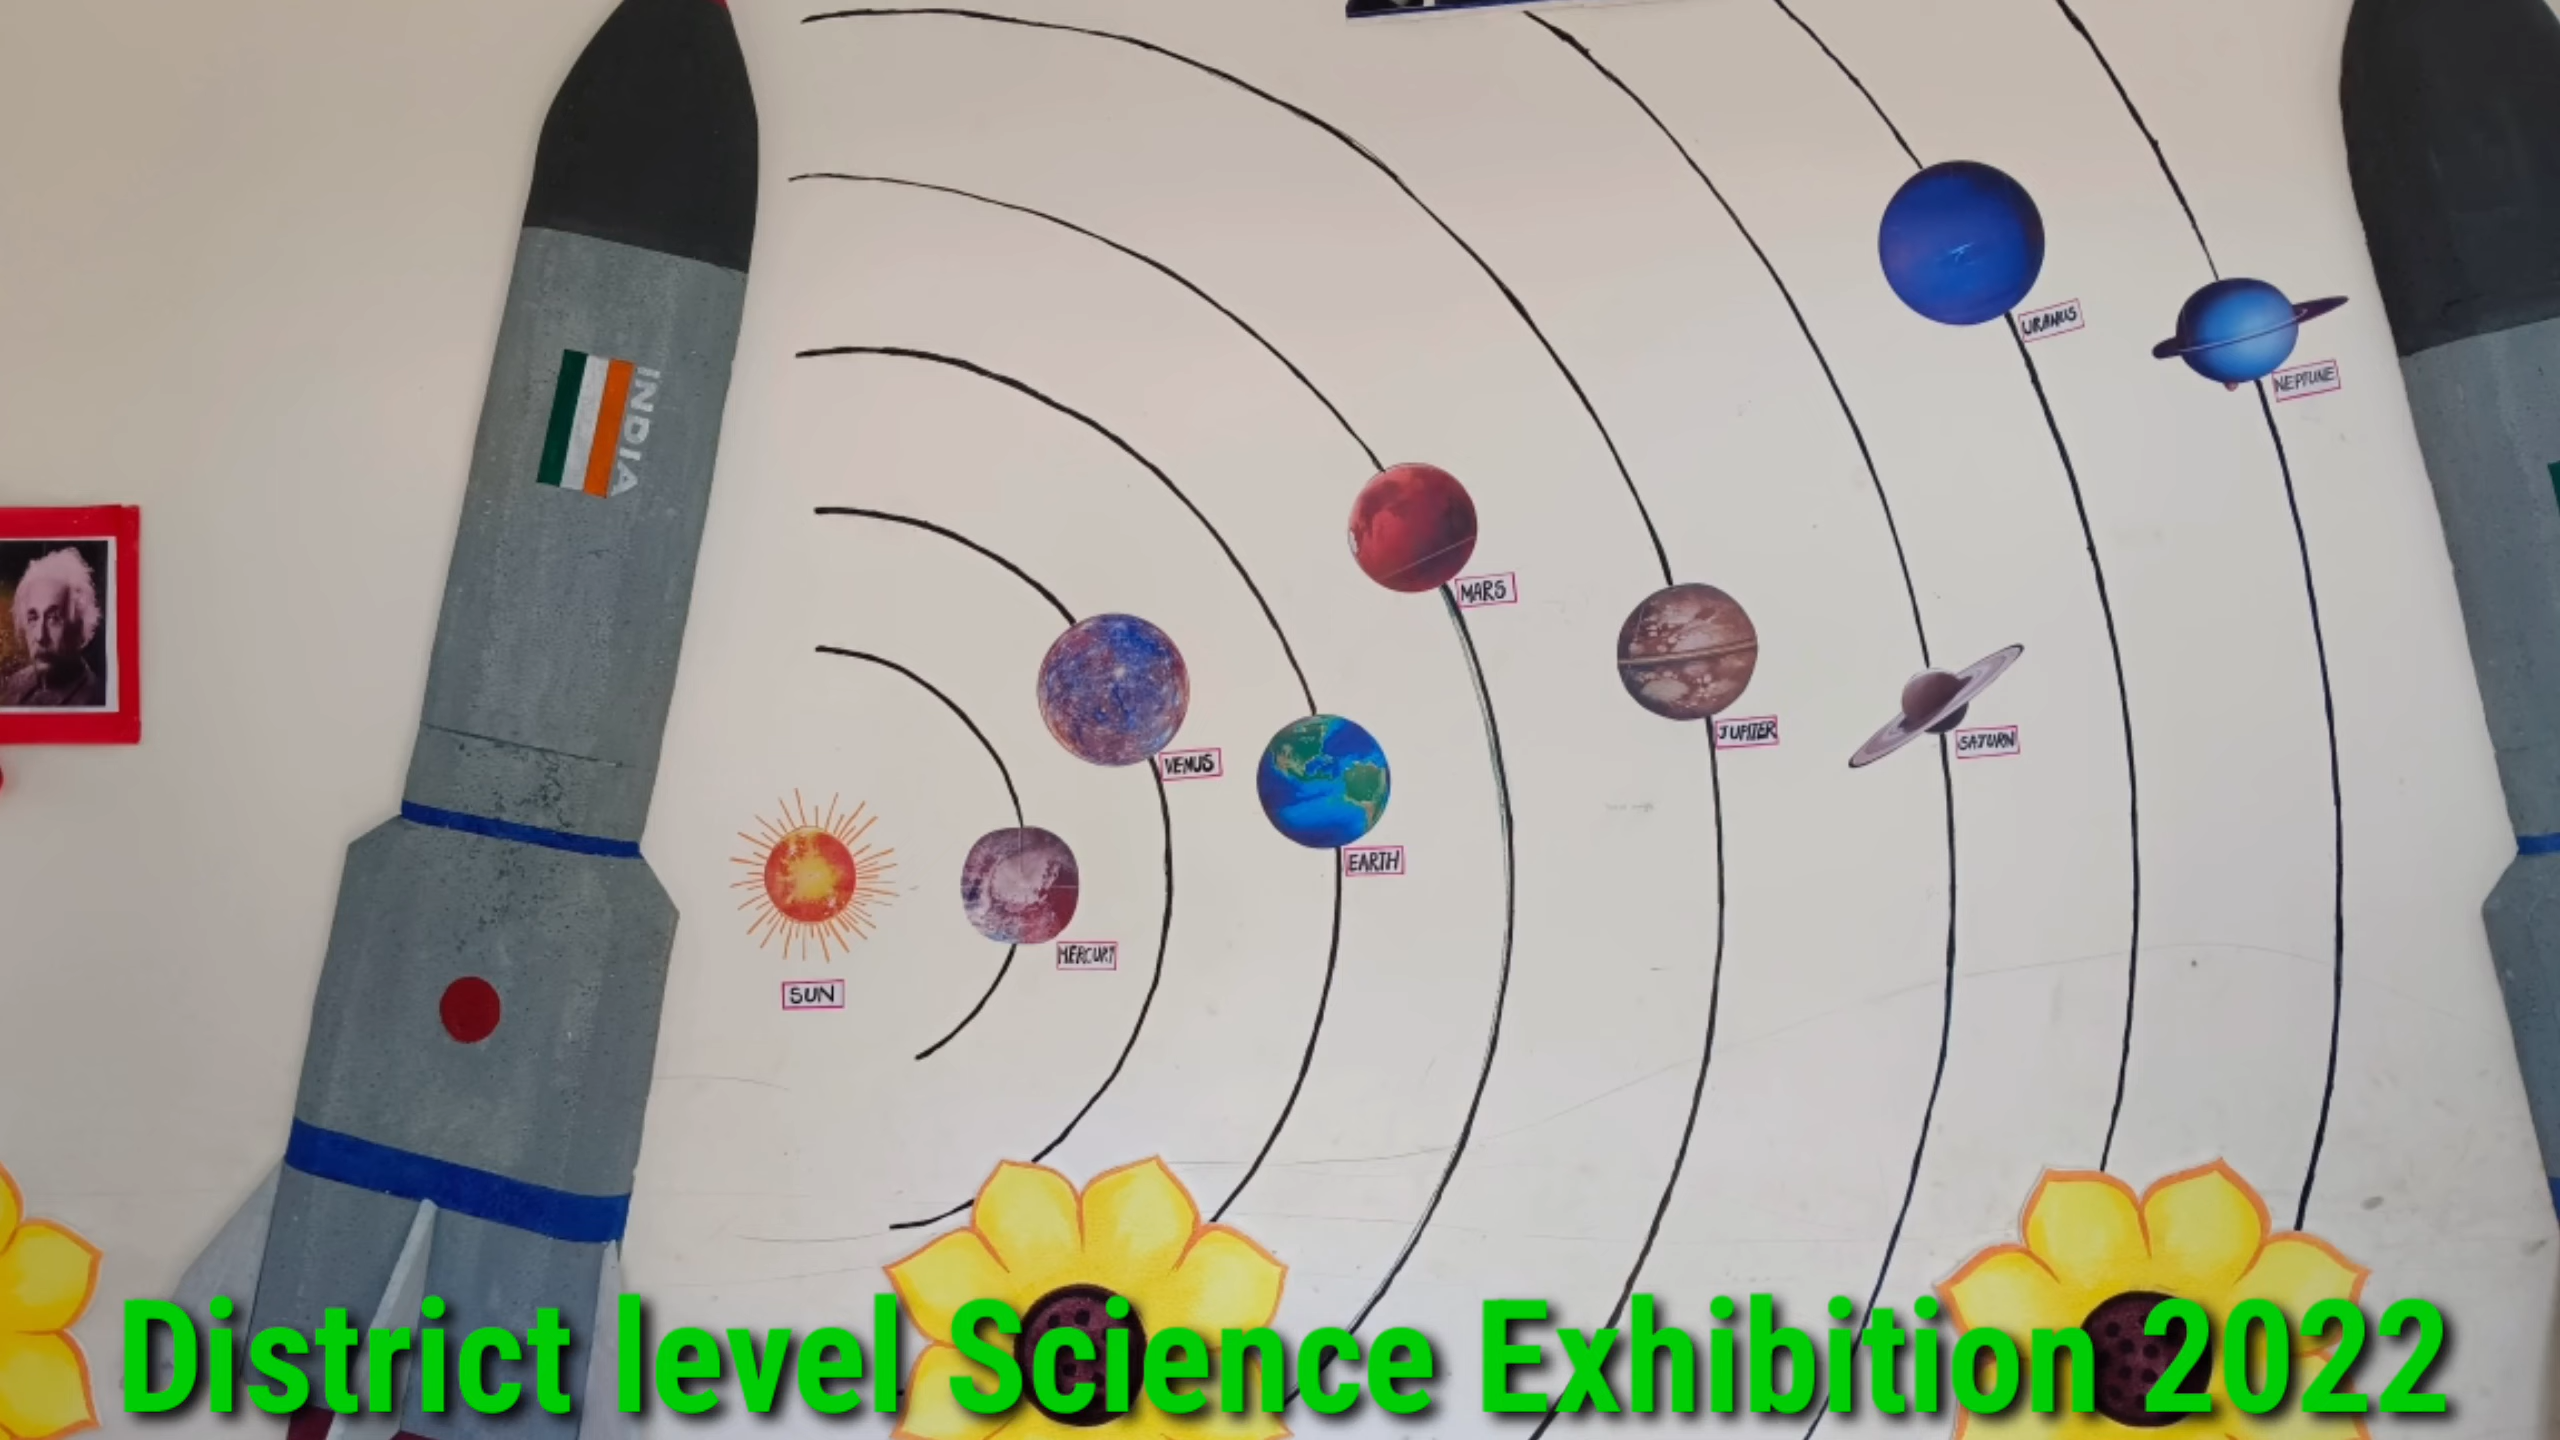 INDIA
URANUS
NEPTUNE
MARS
JUPITER
SATURN
VENUS
EARTH
MERCURY
SUN
District level Science Exhibition 2022